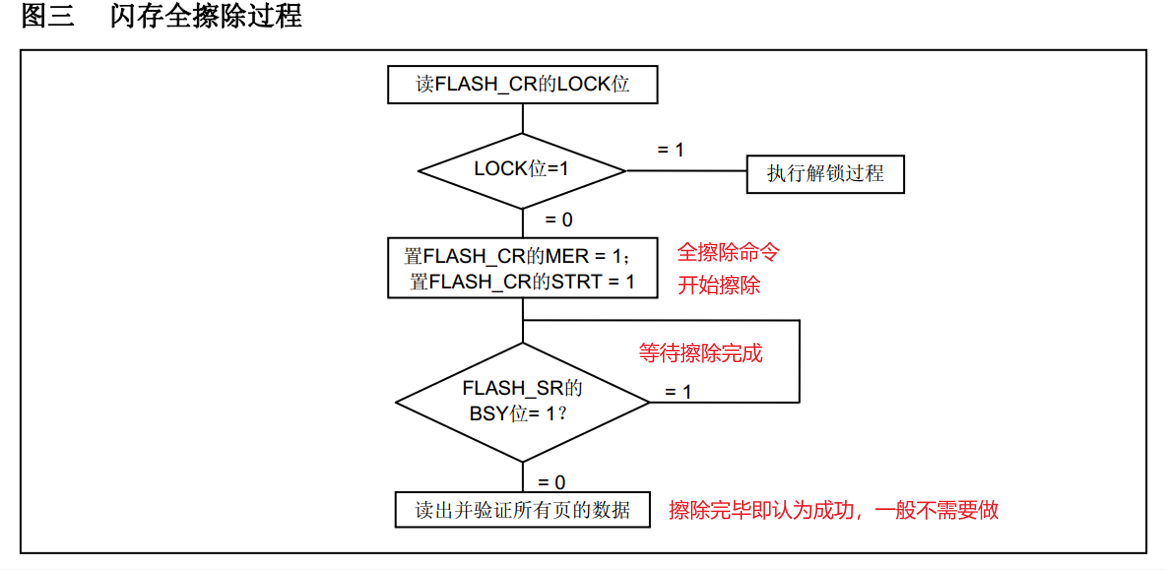 图三 闪存全擦除过程
读FLASH_CR的LOCK位
LOCK位=1
= 1
执行解锁过程
= 0
置FLASH_CR的MER = 1;
置FLASH_CR的STRT = 1
全擦除命令
开始擦除
等待擦除完成
FLASH_SR的
BSY位= 1?
= 1
= 0
读出并验证所有页的数据
擦除完毕即认为成功，一般不需要做